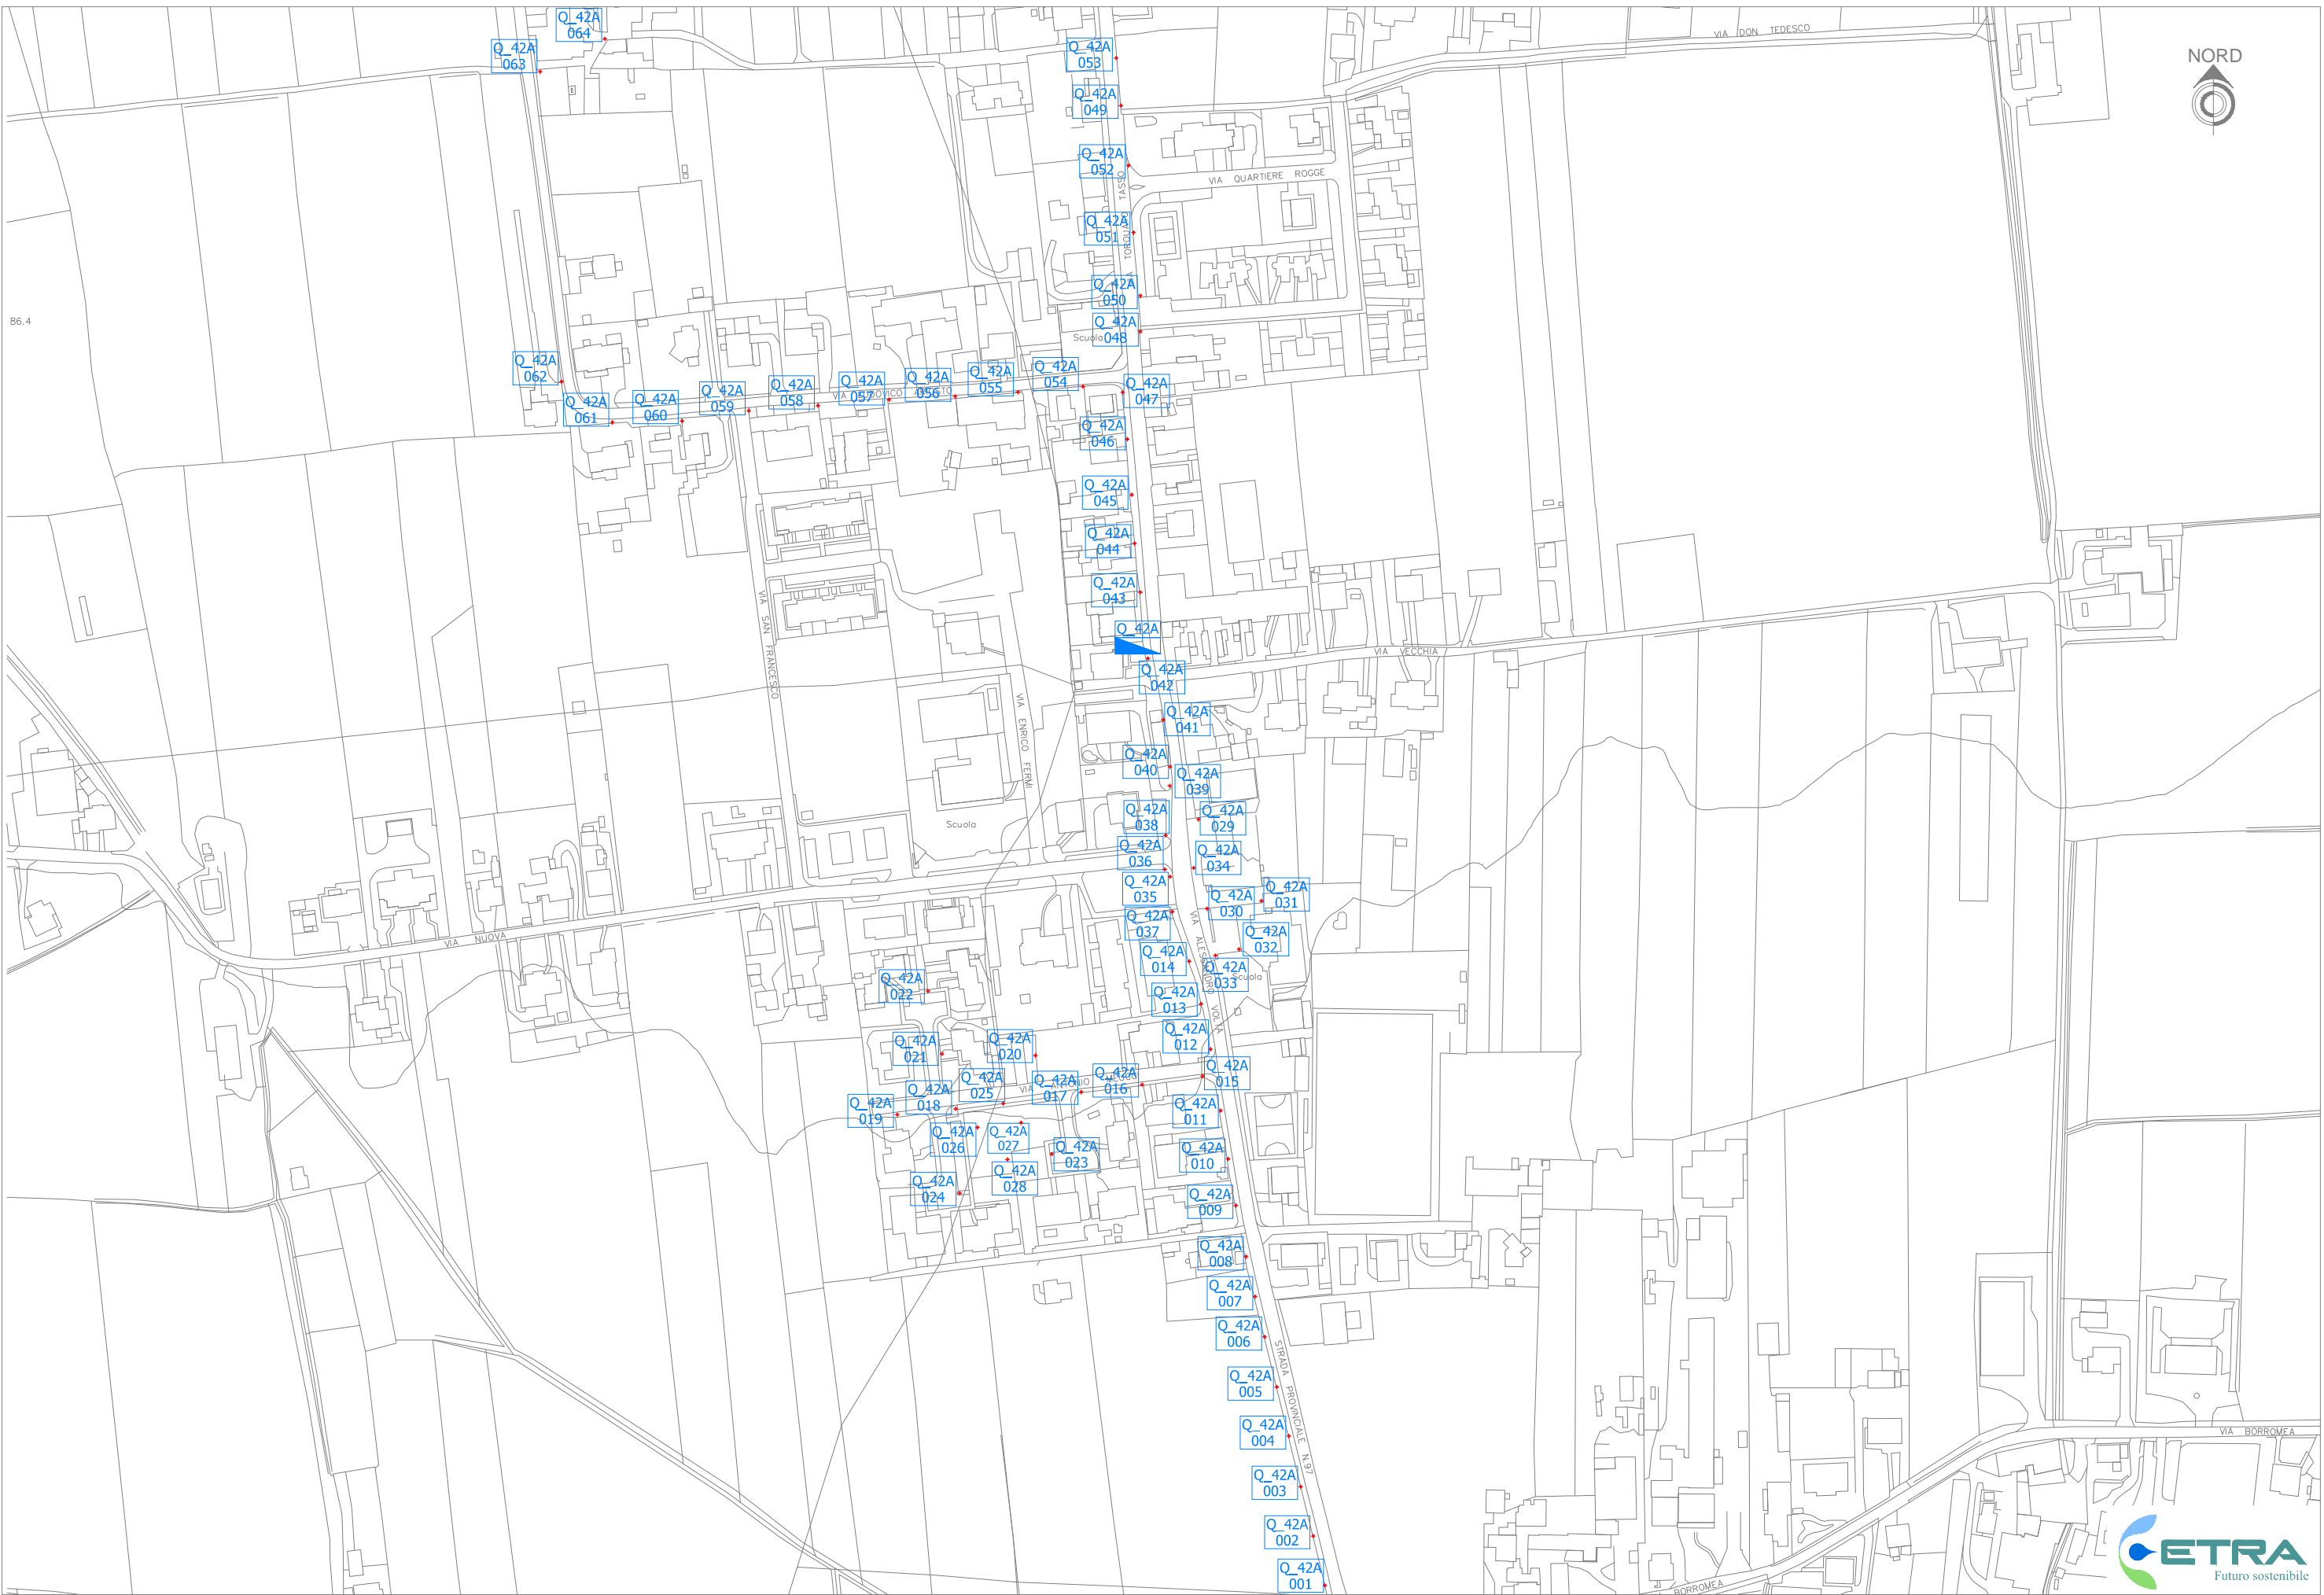 Q_42A
064
Q_42A
063
Q_42A
053
VIA DON TEDESCO
NORD
Q_42A
049
Q_42A
052
VIA QUARTIERE ROGGE
Q_42A
051
Q_42A
050
86.4
Q_42A
048
Scuola
Q_42A
062
Q_42A
061
Q_42A
060
Q_42A
059
Q_42A
058
Q_42A
057
Q_42A
056
Q_42A
055
Q_42A
054
Q_42A
047
Q_42A
046
Q_42A
045
Q_42A
044
Q_42A
043
VIA SAN FRANCESCO
Q_42A
VIA VECCHIA
Q_42A
042
VIA ENRICO FERMI
Q_42A
041
Q_42A
040
Q_42A
039
Q_42A
038
Q_42A
029
Scuola
Q_42A
036
Q_42A
034
Q_42A
035
Q_42A
030
Q_42A
031
Q_42A
037
VIA ALESSANDRO VOLTA
Q_42A
032
VIA NUOVA
Q_42A
014
Q_42A
033
Scuola
Q_42A
022
Q_42A
013
Q_42A
012
Q_42A
021
Q_42A
020
Q_42A
015
Q_42A
016
Q_42A
017
VIA ANTONIO
Q_42A
025
Q_42A
018
Q_42A
019
Q_42A
011
Q_42A
026
Q_42A
027
Q_42A
023
Q_42A
010
Q_42A
028
Q_42A
024
Q_42A
009
Q_42A
008
Q_42A
007
Q_42A
006
STRADA PROVINCIALE N.97
Q_42A
005
Q_42A
004
VIA BORROMEA
Q_42A
003
Q_42A
002
Q_42A
001
BORROMEA
ETRA
Futuro sostenibile